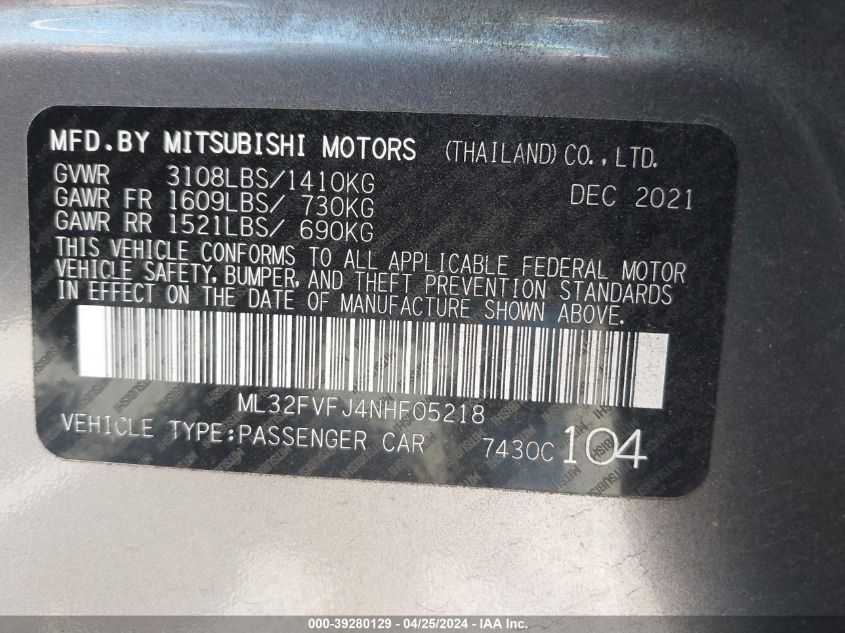 MFD.BY MITSUBISHI MOTORS (THAILAND) CO.,LTD.
GVWR 3108LBS/1410KG DEC 2021
GAWR FR 1609LBS/ 730KG
GAWR RR 1521LBS/ 690KG
THIS VEHICLE CONFORMS TO ALL APPLICABLE FEDERAL MOTOR
VEHICLE SAFETY, BUMPER, AND THEFT PREVENTION STANDARDS
IN EFFECT ON THE DATE OF MANUFACTURE SHOWN ABOVE.
ML32FVFJ4NHF05218
VEHICLE TYPE:PASSENGER CAR 7430C 104
000-39280129 - 04/25/2024 - IAA Inc.